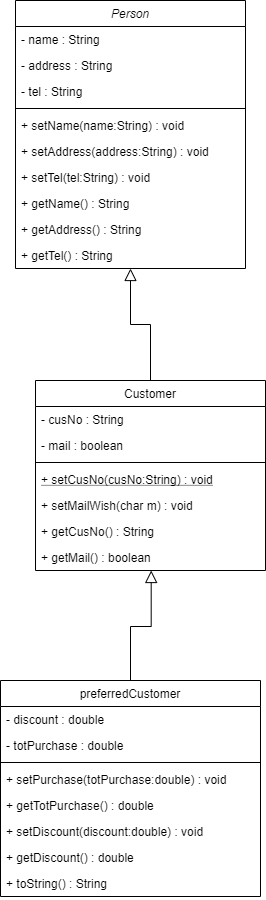 Person
- name : String
- address : String
- tel : String
+ setName(name:String) : void
+ setAddress(address:String) : void
+ setTel(tel:String) : void
+ getName() : String
+ getAddress() : String
+ getTel() : String
Customer
- cusNo : String
- mail : boolean
+ setCusNo(cusNo:String) : void
+ setMailWish(char m) : void
+ getCusNo() : String
+ getMail() : boolean
preferredCustomer
- discount : double
- totPurchase : double
+ setPurchase(totPurchase:double) : void
+ getTotPurchase() : double
+ setDiscount(discount:double) : void
+ getDiscount() : double
+ toString() : String